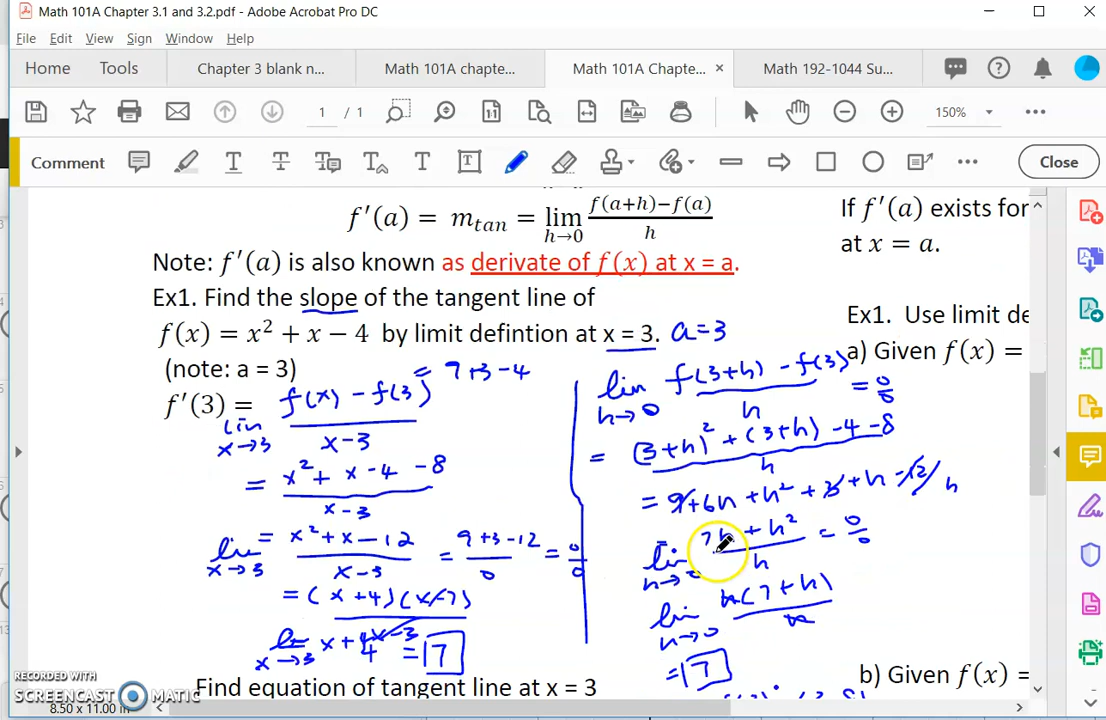 Math 101A Chapter 3.1 and 3.2.pdf - Adobe Acrobat Pro DC
File Edit View Sign Window Help
Home Tools Chapter 3 blank n... Math 101A chapte... Math 101A Chapte... × Math 192-1044 Su...
1 / 1 150%
Comment Close
f'(a) = m_tan = lim h→0 f(a+h)−f(a) / h
If f'(a) exists for
at x = a.
Note: f'(a) is also known as derivate of f(x) at x = a.
Ex1. Find the slope of the tangent line of
f(x) = x² + x − 4 by limit defintion at x = 3. a=3
(note: a = 3) = 9+3-4
f'(3) = lim x→3 f(x) - f(3) / x-3
= x² + x -4 -8 / x-3
lim x→3 = x² + x - 12 / x-3 = 9+3-12 / 0 = 0/0
lim x→3 x + 4 = 7
lim h→0 f(3+h) - f(3) / h = 0/0
= (3+h)² + (3+h) -4 -8 / h
= 9+6h + h² + 3 + h - 12 / h
lim h→0 7h + h² / h = 0/0
lim h→0 h(7+h) / h
= 7
Ex1. Use limit de
a) Given f(x) =
b) Given f(x) =
Find equation of tangent line at x = 3
RECORDED WITH
SCREENCAST MATIC
8.50 x 11.00 in